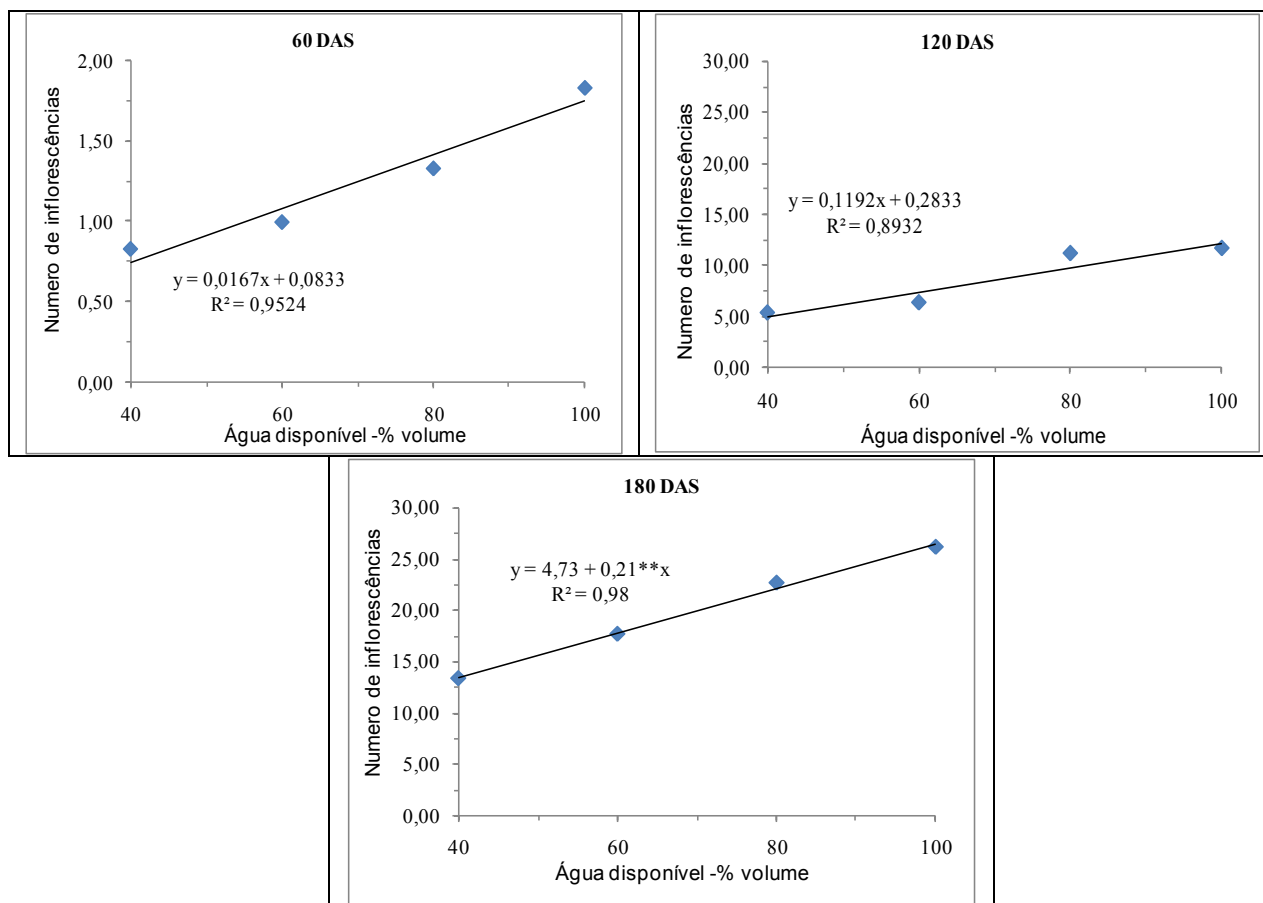 60 DAS
2,00
1,50
1,00
0,50
0,00
Numero de inflorescências
y = 0,0167x + 0,0833
R² = 0,9524
40 60 80 100
Água disponível -% volume
120 DAS
30,00
25,00
20,00
15,00
10,00
5,00
0,00
Numero de inflorescências
y = 0,1192x + 0,2833
R² = 0,8932
40 60 80 100
Água disponível -% volume
180 DAS
30,00
25,00
20,00
15,00
10,00
5,00
0,00
Numero de inflorescências
y = 4,73 + 0,21**x
R² = 0,98
40 60 80 100
Água disponível -% volume